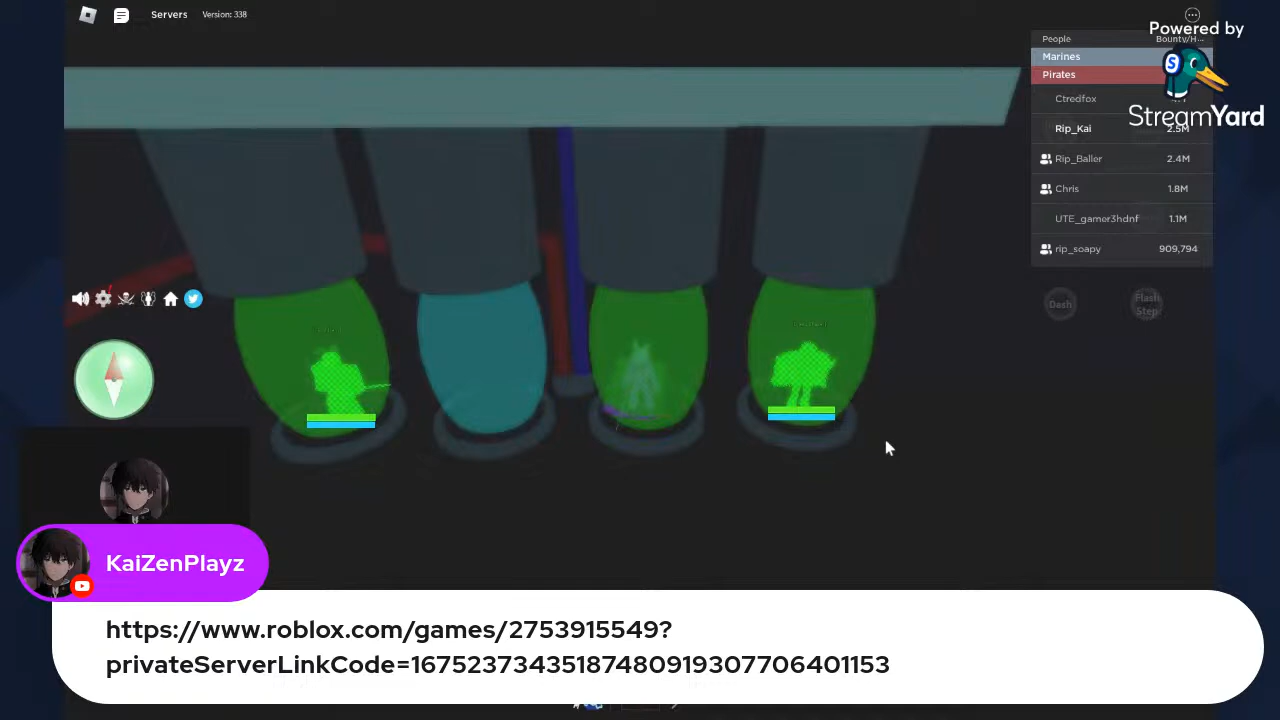 Servers
Version: 338
Powered by
StreamYard
People
Bounty/H...
Marines
Pirates
Ctredfox
Rip_Kai
2.5M
Rip_Baller
2.4M
Chris
1.8M
UTE_gamer3hdnf
1.1M
rip_soapy
909,794
Dash
Flash
Step
KaiZenPlayz
https://www.roblox.com/games/2753915549?
privateServerLinkCode=16752373435187480919307706401153